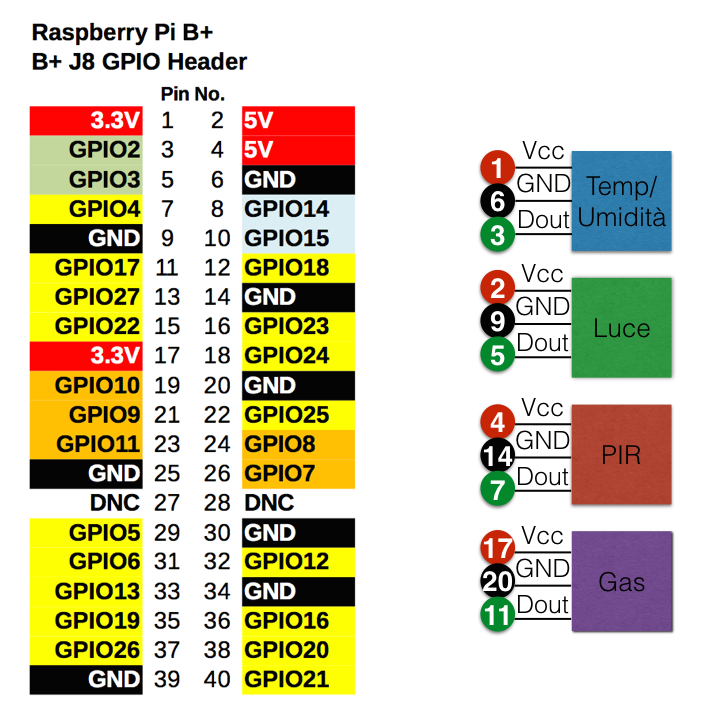 Raspberry Pi B+
B+ J8 GPIO Header
Pin No.
3.3V 1 2 5V
GPIO2 3 4 5V
GPIO3 5 6 GND
GPIO4 7 8 GPIO14
GND 9 10 GPIO15
GPIO17 11 12 GPIO18
GPIO27 13 14 GND
GPIO22 15 16 GPIO23
3.3V 17 18 GPIO24
GPIO10 19 20 GND
GPIO9 21 22 GPIO25
GPIO11 23 24 GPIO8
GND 25 26 GPIO7
DNC 27 28 DNC
GPIO5 29 30 GND
GPIO6 31 32 GPIO12
GPIO13 33 34 GND
GPIO19 35 36 GPIO16
GPIO26 37 38 GPIO20
GND 39 40 GPIO21
1 Vcc
6 GND
3 Dout
Temp/
Umidità
2 Vcc
9 GND
5 Dout
Luce
4 Vcc
14 GND
7 Dout
PIR
17 Vcc
20 GND
11 Dout
Gas